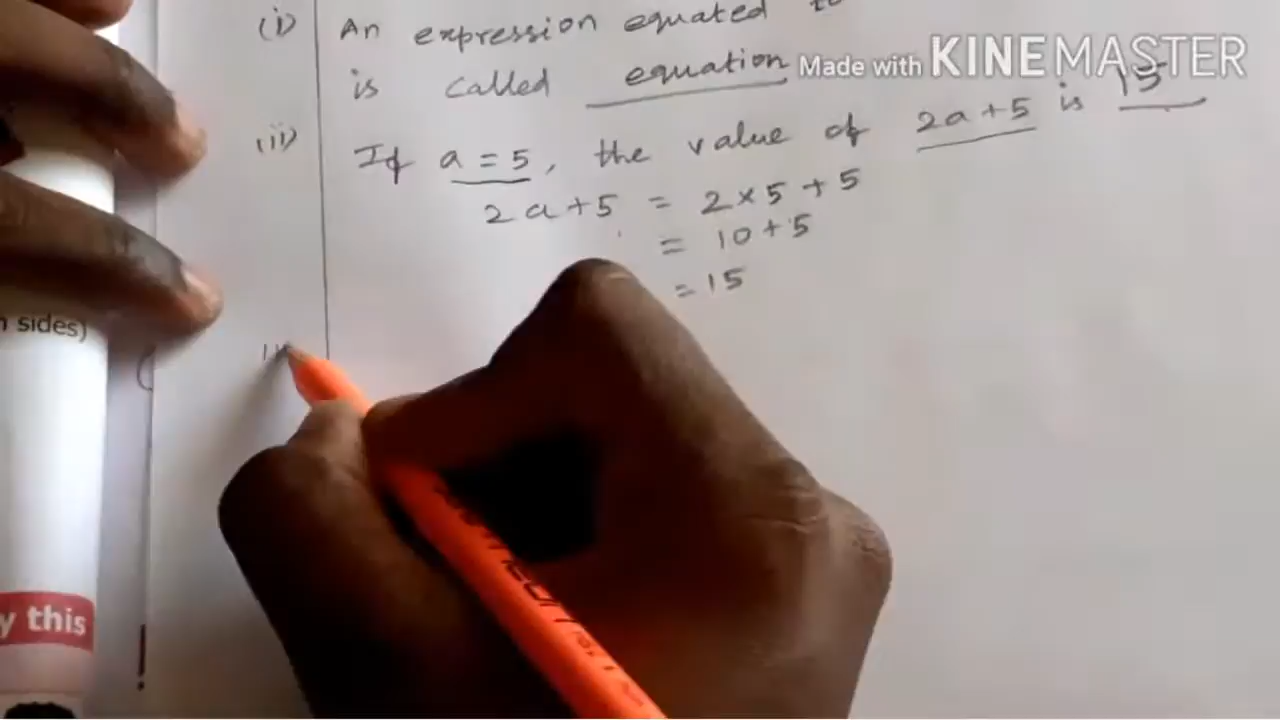 (i) An expression equated to
is called equation
Made with KINEMASTER
(ii) If a = 5, the value of 2a+5 is 15
2a+5 = 2×5 + 5
= 10+5
= 15
n sides)
y this